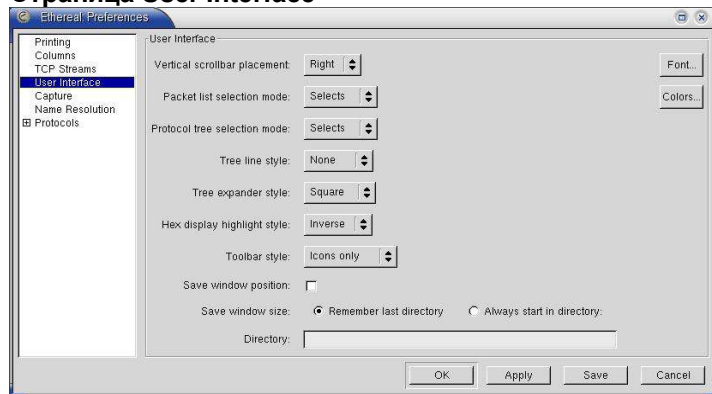 Страница User Interface
Ethereal: Preferences
Printing
Columns
TCP Streams
User Interface
Capture
Name Resolution
Protocols
User Interface
Vertical scrollbar placement: Right
Font...
Packet list selection mode: Selects
Colors...
Protocol tree selection mode: Selects
Tree line style: None
Tree expander style: Square
Hex display highlight style: Inverse
Toolbar style: Icons only
Save window position:
Save window size: Remember last directory Always start in directory:
Directory:
OK Apply Save Cancel